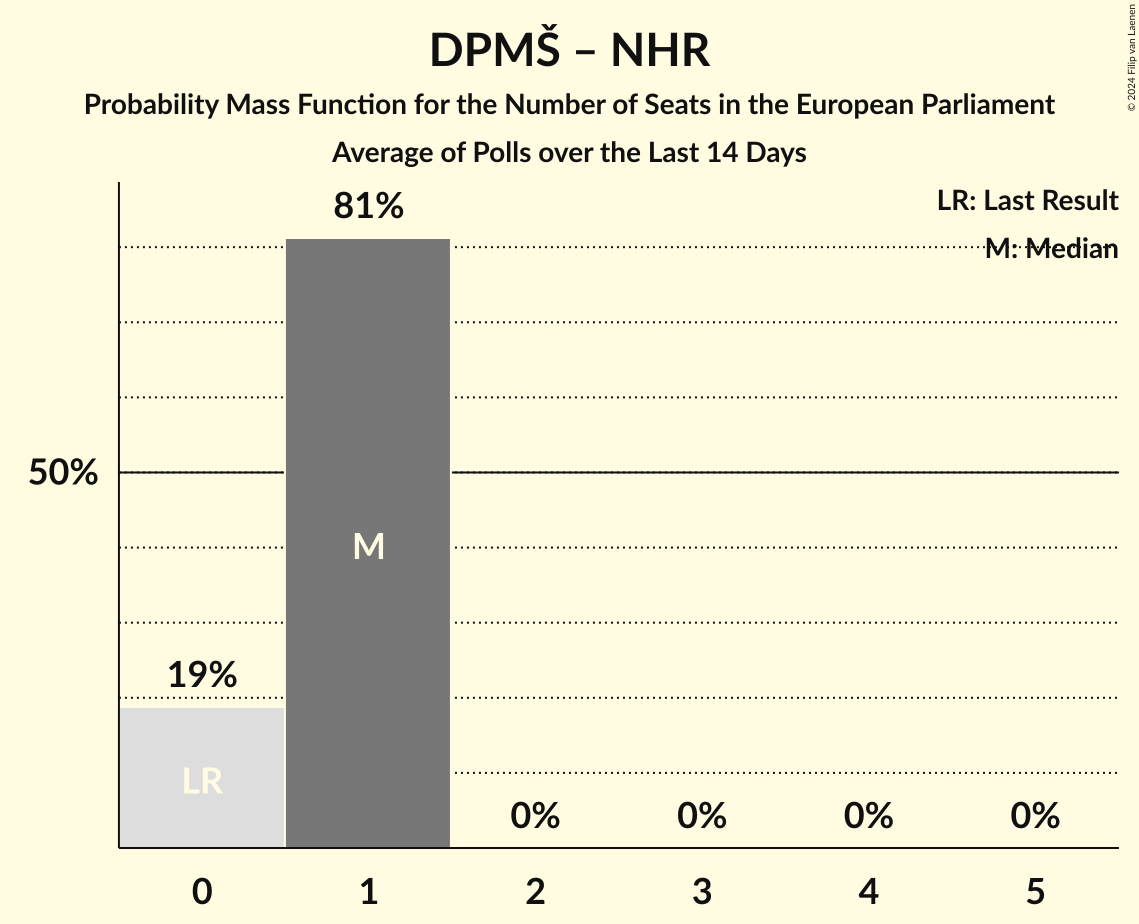 DPMŠ – NHR
Probability Mass Function for the Number of Seats in the European Parliament
Average of Polls over the Last 14 Days
© 2024 Filip van Laenen
LR: Last Result
M: Median
81%
50%
M
19%
LR
0% 0% 0% 0%
0 1 2 3 4 5